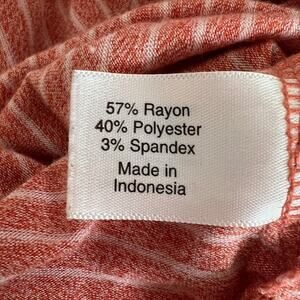 57% Rayon
40% Polyester
3% Spandex
Made in
Indonesia